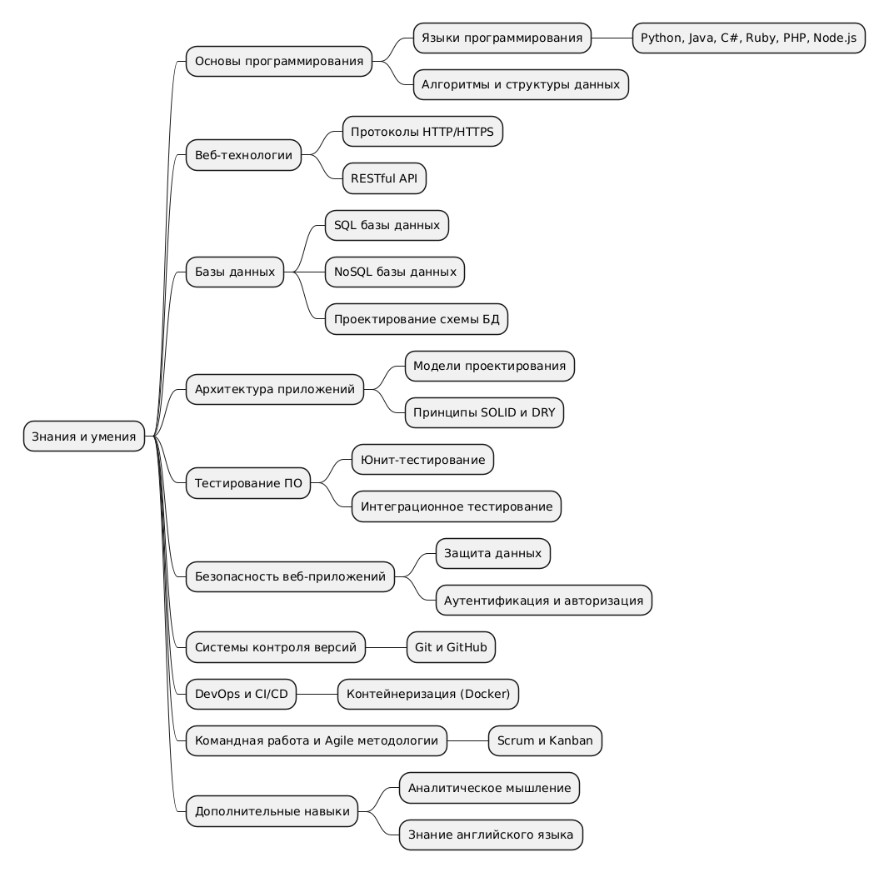 Знания и умения
Основы программирования
Языки программирования
Python, Java, C#, Ruby, PHP, Node.js
Алгоритмы и структуры данных
Веб-технологии
Протоколы HTTP/HTTPS
RESTful API
Базы данных
SQL базы данных
NoSQL базы данных
Проектирование схемы БД
Архитектура приложений
Модели проектирования
Принципы SOLID и DRY
Тестирование ПО
Юнит-тестирование
Интеграционное тестирование
Безопасность веб-приложений
Защита данных
Аутентификация и авторизация
Системы контроля версий
Git и GitHub
DevOps и CI/CD
Контейнеризация (Docker)
Командная работа и Agile методологии
Scrum и Kanban
Дополнительные навыки
Аналитическое мышление
Знание английского языка